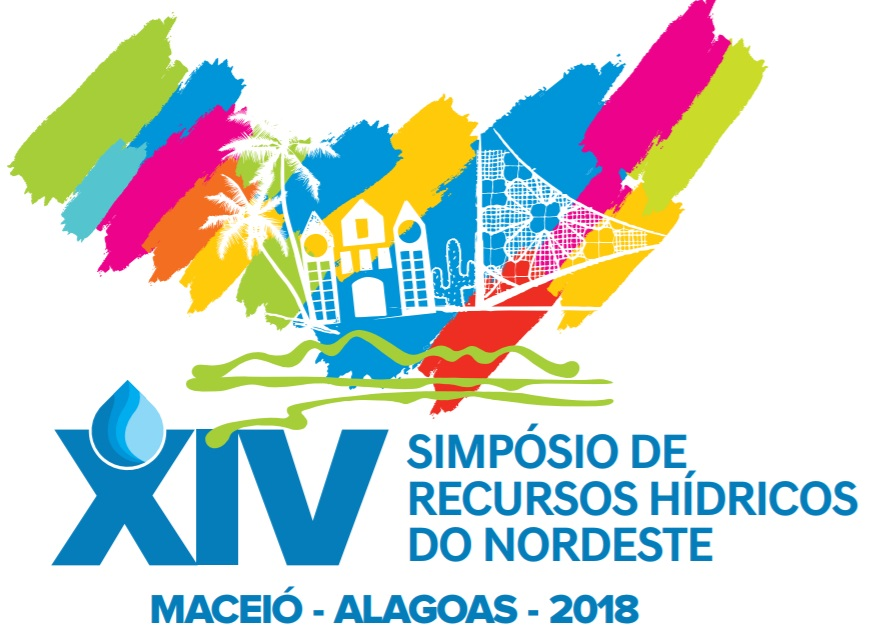 XIV
SIMPÓSIO DE
RECURSOS HÍDRICOS
DO NORDESTE
MACEIÓ - ALAGOAS - 2018